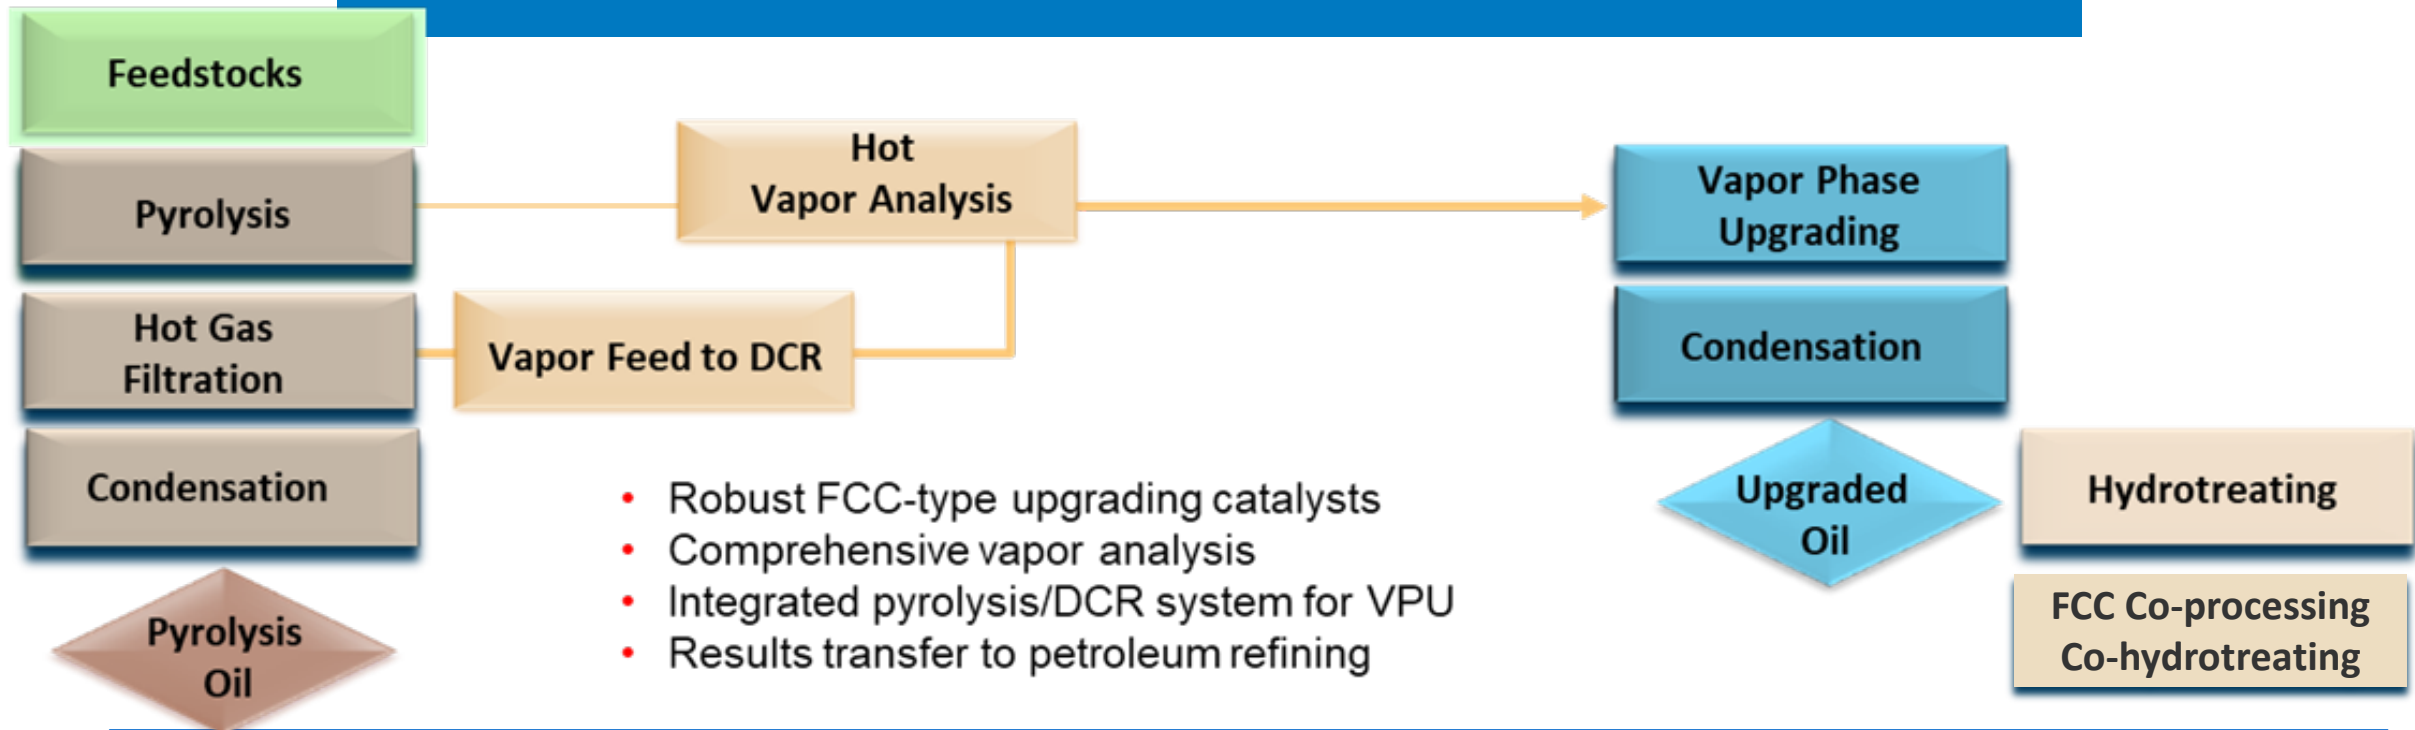 Feedstocks
Pyrolysis
Hot Gas
Filtration
Condensation
Pyrolysis
Oil
Hot
Vapor Analysis
Vapor Feed to DCR
• Robust FCC-type upgrading catalysts
• Comprehensive vapor analysis
• Integrated pyrolysis/DCR system for VPU
• Results transfer to petroleum refining
Vapor Phase
Upgrading
Condensation
Upgraded
Oil
Hydrotreating
FCC Co-processing
Co-hydrotreating